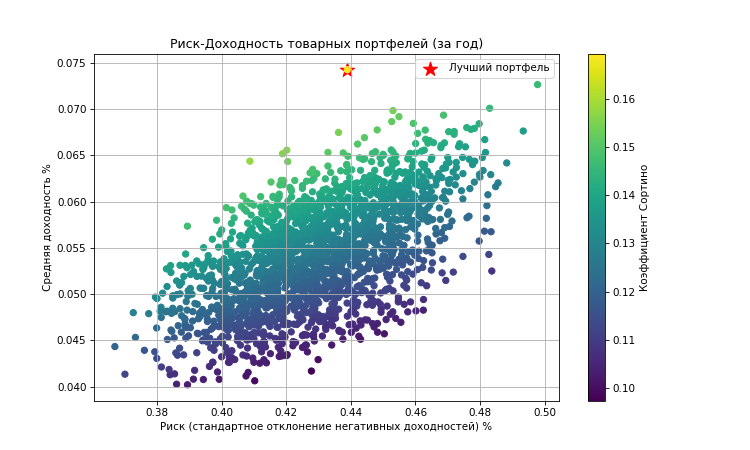 Риск-Доходность товарных портфелей (за год)
Лучший портфель
Средняя доходность %
0.075
0.070
0.065
0.060
0.055
0.050
0.045
0.040
0.38 0.40 0.42 0.44 0.46 0.48 0.50
Риск (стандартное отклонение негативных доходностей) %
0.16
0.15
0.14
0.13
0.12
0.11
0.10
Коэффициент Сортино